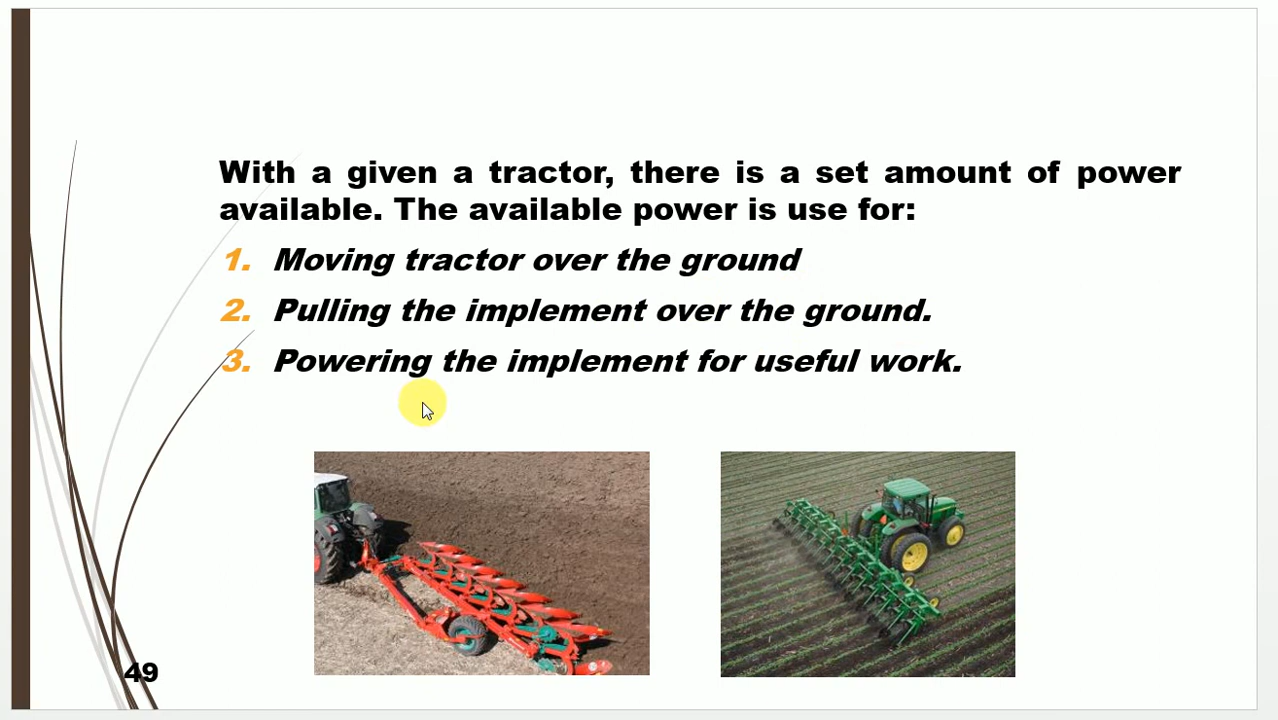 With a given a tractor, there is a set amount of power
available. The available power is use for:
1. Moving tractor over the ground
2. Pulling the implement over the ground.
3. Powering the implement for useful work.
49